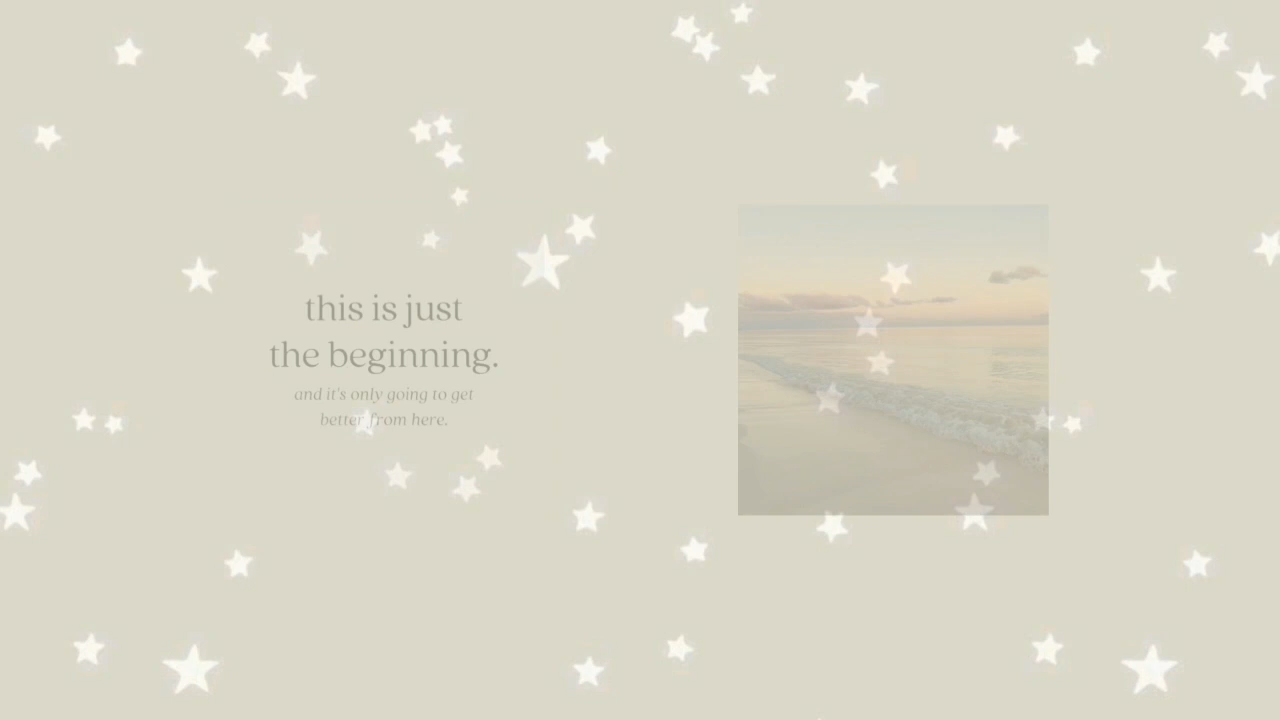 this is just
the beginning.
and it's only going to get
better from here.